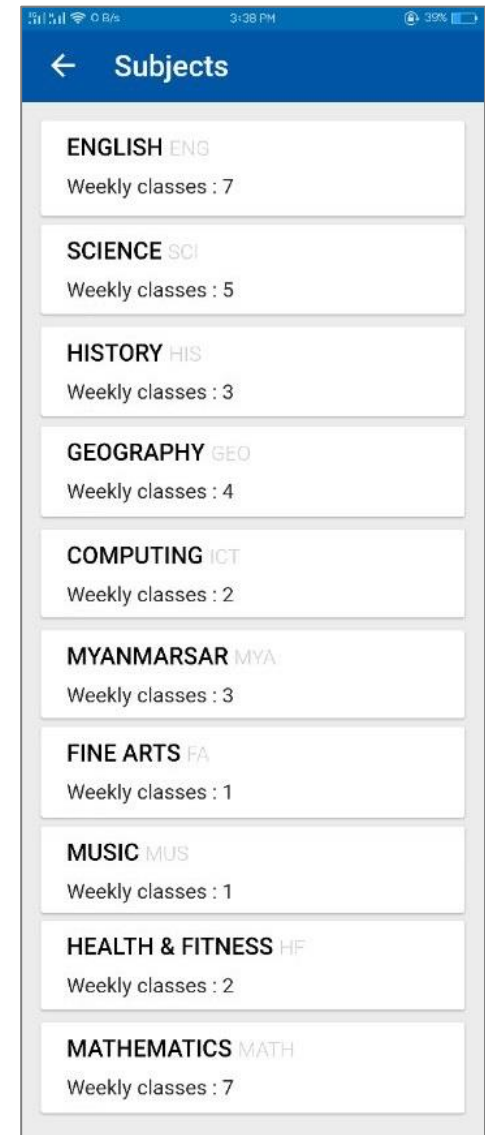 0 B/s 3:38 PM 39%
Subjects
ENGLISH ENG
Weekly classes : 7
SCIENCE SCI
Weekly classes : 5
HISTORY HIS
Weekly classes : 3
GEOGRAPHY GEO
Weekly classes : 4
COMPUTING ICT
Weekly classes : 2
MYANMARSAR MYA
Weekly classes : 3
FINE ARTS FA
Weekly classes : 1
MUSIC MUS
Weekly classes : 1
HEALTH & FITNESS HF
Weekly classes : 2
MATHEMATICS MATH
Weekly classes : 7